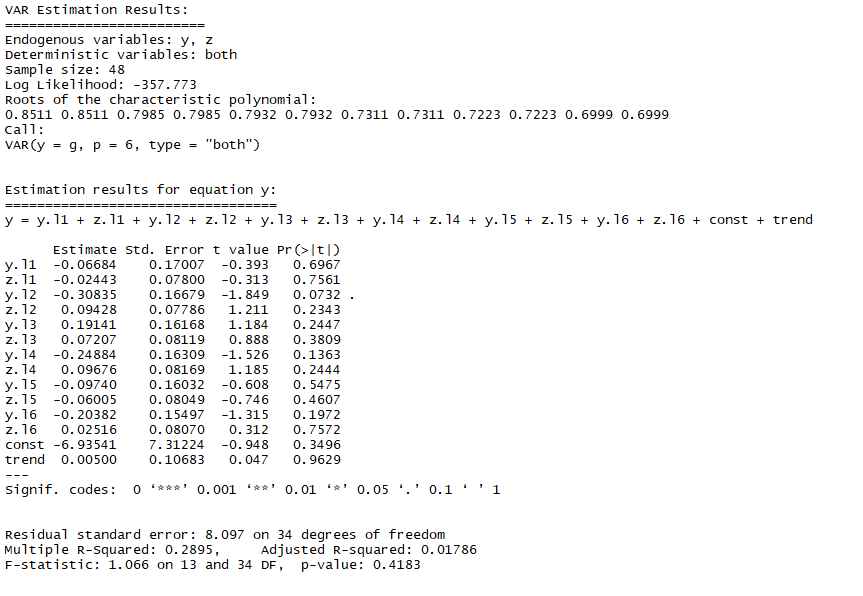 VAR Estimation Results:
=========================
Endogenous variables: y, z
Deterministic variables: both
Sample size: 48
Log Likelihood: -357.773
Roots of the characteristic polynomial:
0.8511 0.8511 0.7985 0.7985 0.7932 0.7932 0.7311 0.7311 0.7223 0.7223 0.6999 0.6999
Call:
VAR(y = g, p = 6, type = "both")
Estimation results for equation y:
==================================
y = y.l1 + z.l1 + y.l2 + z.l2 + y.l3 + z.l3 + y.l4 + z.l4 + y.l5 + z.l5 + y.l6 + z.l6 + const + trend
Estimate Std. Error t value Pr(>|t|)
y.l1 -0.06684 0.17007 -0.393 0.6967
z.l1 -0.02443 0.07800 -0.313 0.7561
y.l2 -0.30835 0.16679 -1.849 0.0732 .
z.l2 0.09428 0.07786 1.211 0.2343
y.l3 0.19141 0.16168 1.184 0.2447
z.l3 0.07207 0.08119 0.888 0.3809
y.l4 -0.24884 0.16309 -1.526 0.1363
z.l4 0.09676 0.08169 1.185 0.2444
y.l5 -0.09740 0.16032 -0.608 0.5475
z.l5 -0.06005 0.08049 -0.746 0.4607
y.l6 -0.20382 0.15497 -1.315 0.1972
z.l6 0.02516 0.08070 0.312 0.7572
const -6.93541 7.31224 -0.948 0.3496
trend 0.00500 0.10683 0.047 0.9629
---
Signif. codes: 0 ‘***’ 0.001 ‘**’ 0.01 ‘*’ 0.05 ‘.’ 0.1 ‘ ’ 1
Residual standard error: 8.097 on 34 degrees of freedom
Multiple R-Squared: 0.2895, Adjusted R-squared: 0.01786
F-statistic: 1.066 on 13 and 34 DF, p-value: 0.4183